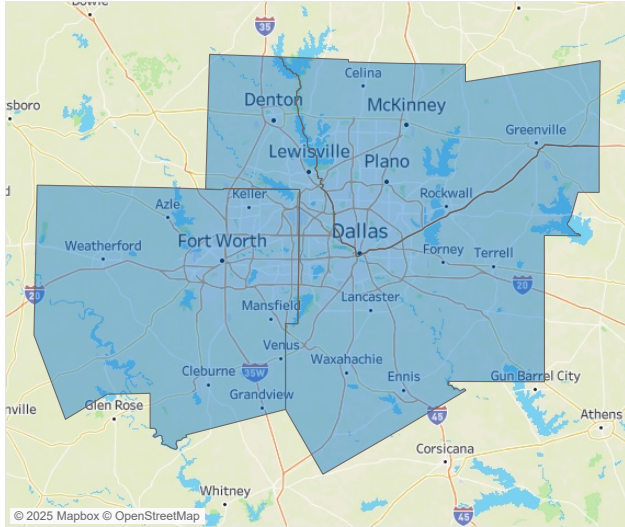 Bowie
35
Celina
Denton
McKinney
sboro
Greenville
Lewisville
Plano
Keller
Rockwall
Azle
Dallas
Weatherford
Fort Worth
Forney
Terrell
20
20
Mansfield
Lancaster
Venus
Waxahachie
Cleburne
35W
Ennis
Gun Barrel City
Grandview
nville
Glen Rose
45
Athens
Corsicana
Whitney
45
© 2025 Mapbox © OpenStreetMap